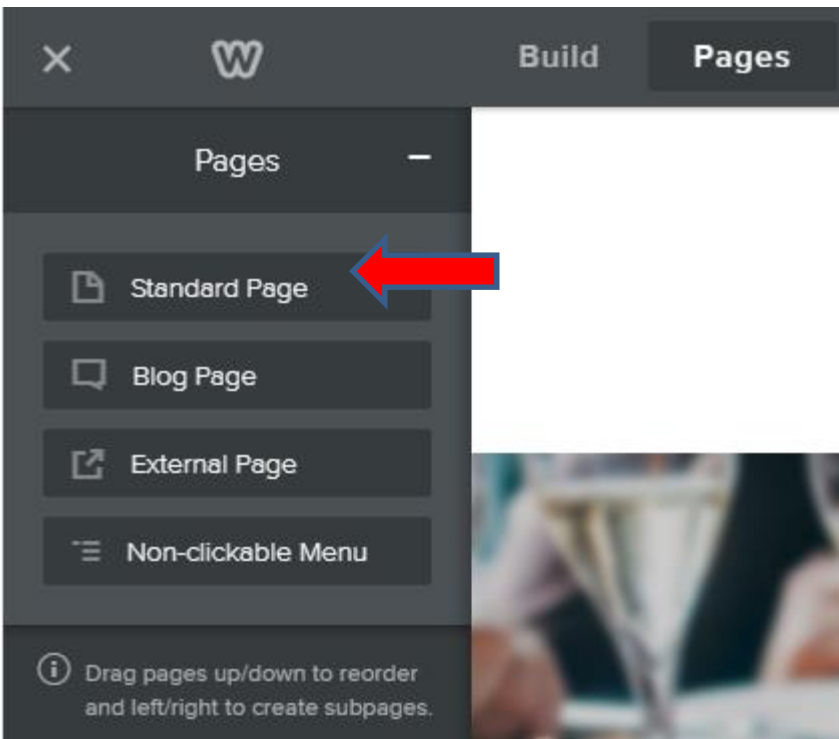 Build Pages
Pages
Standard Page
Blog Page
External Page
Non-clickable Menu
Drag pages up/down to reorder
and left/right to create subpages.